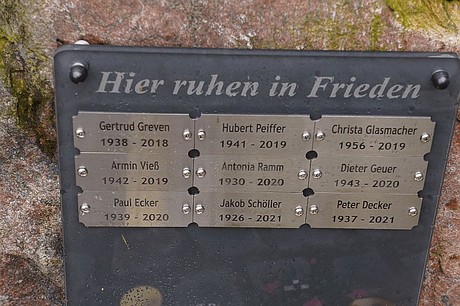 Hier ruhen in Frieden
Gertrud Greven
1938 - 2018
Hubert Peiffer
1941 - 2019
Christa Glasmacher
1956 - 2019
Armin Vieß
1942 - 2019
Antonia Ramm
1930 - 2020
Dieter Geuer
1943 - 2020
Paul Ecker
1939 - 2020
Jakob Schöller
1926 - 2021
Peter Decker
1937 - 2021